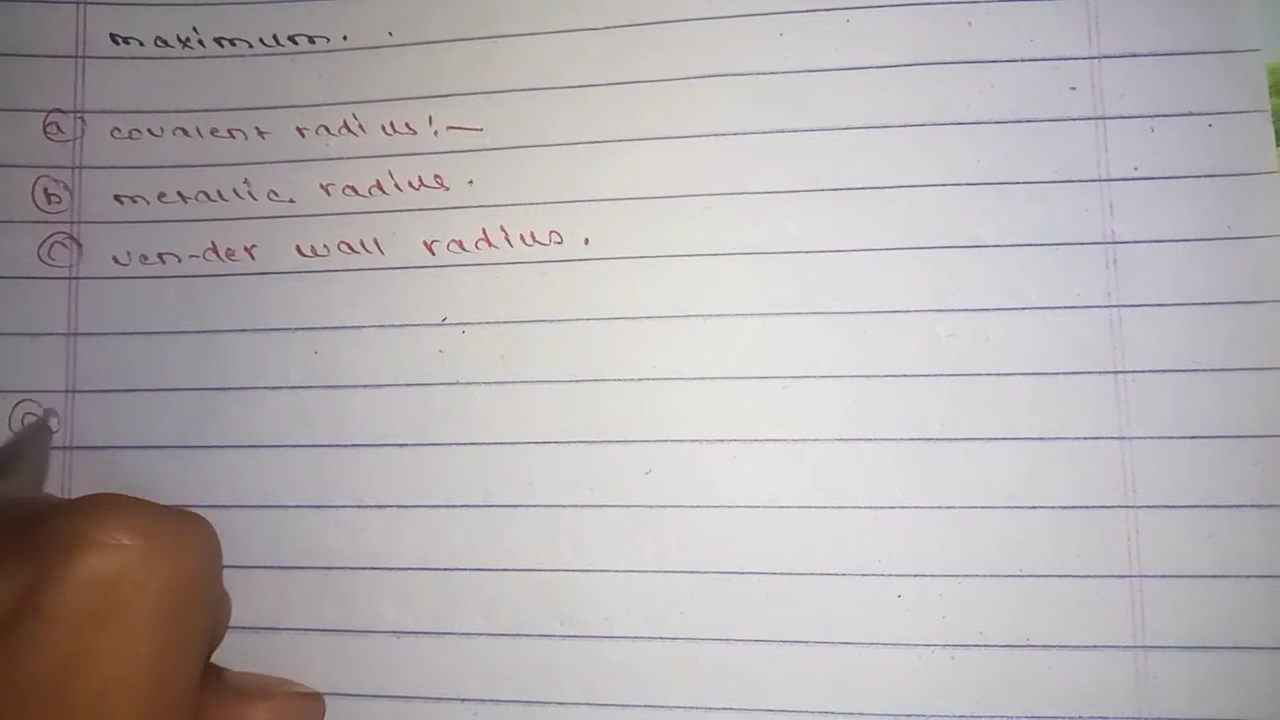 maximum.
(a) covalent radius:—
(b) metallic radius.
(c) ven-der wall radius.
(a)